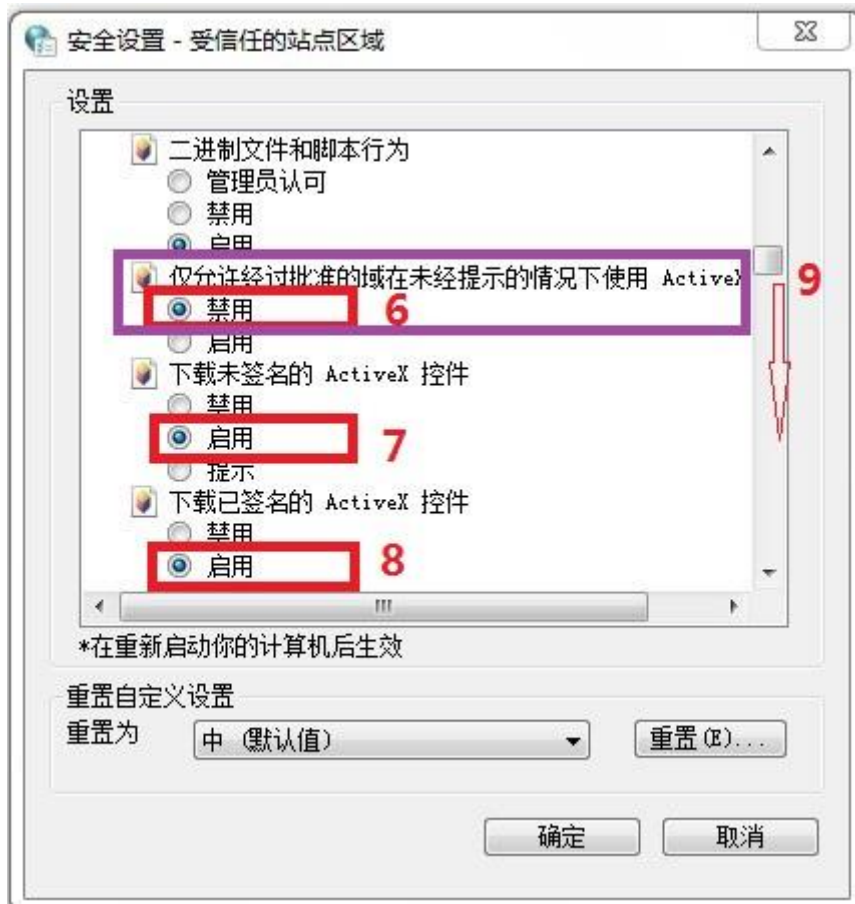 安全设置 - 受信任的站点区域
设置
二进制文件和脚本行为
管理员认可
禁用
启用
仅允许经过批准的域在未经提示的情况下使用 ActiveX
禁用 6
9
启用
下载未签名的 ActiveX 控件
禁用
启用 7
提示
下载已签名的 ActiveX 控件
禁用
启用 8
*在重新启动你的计算机后生效
重置自定义设置
重置为 中 (默认值) 重置(E)...
确定 取消